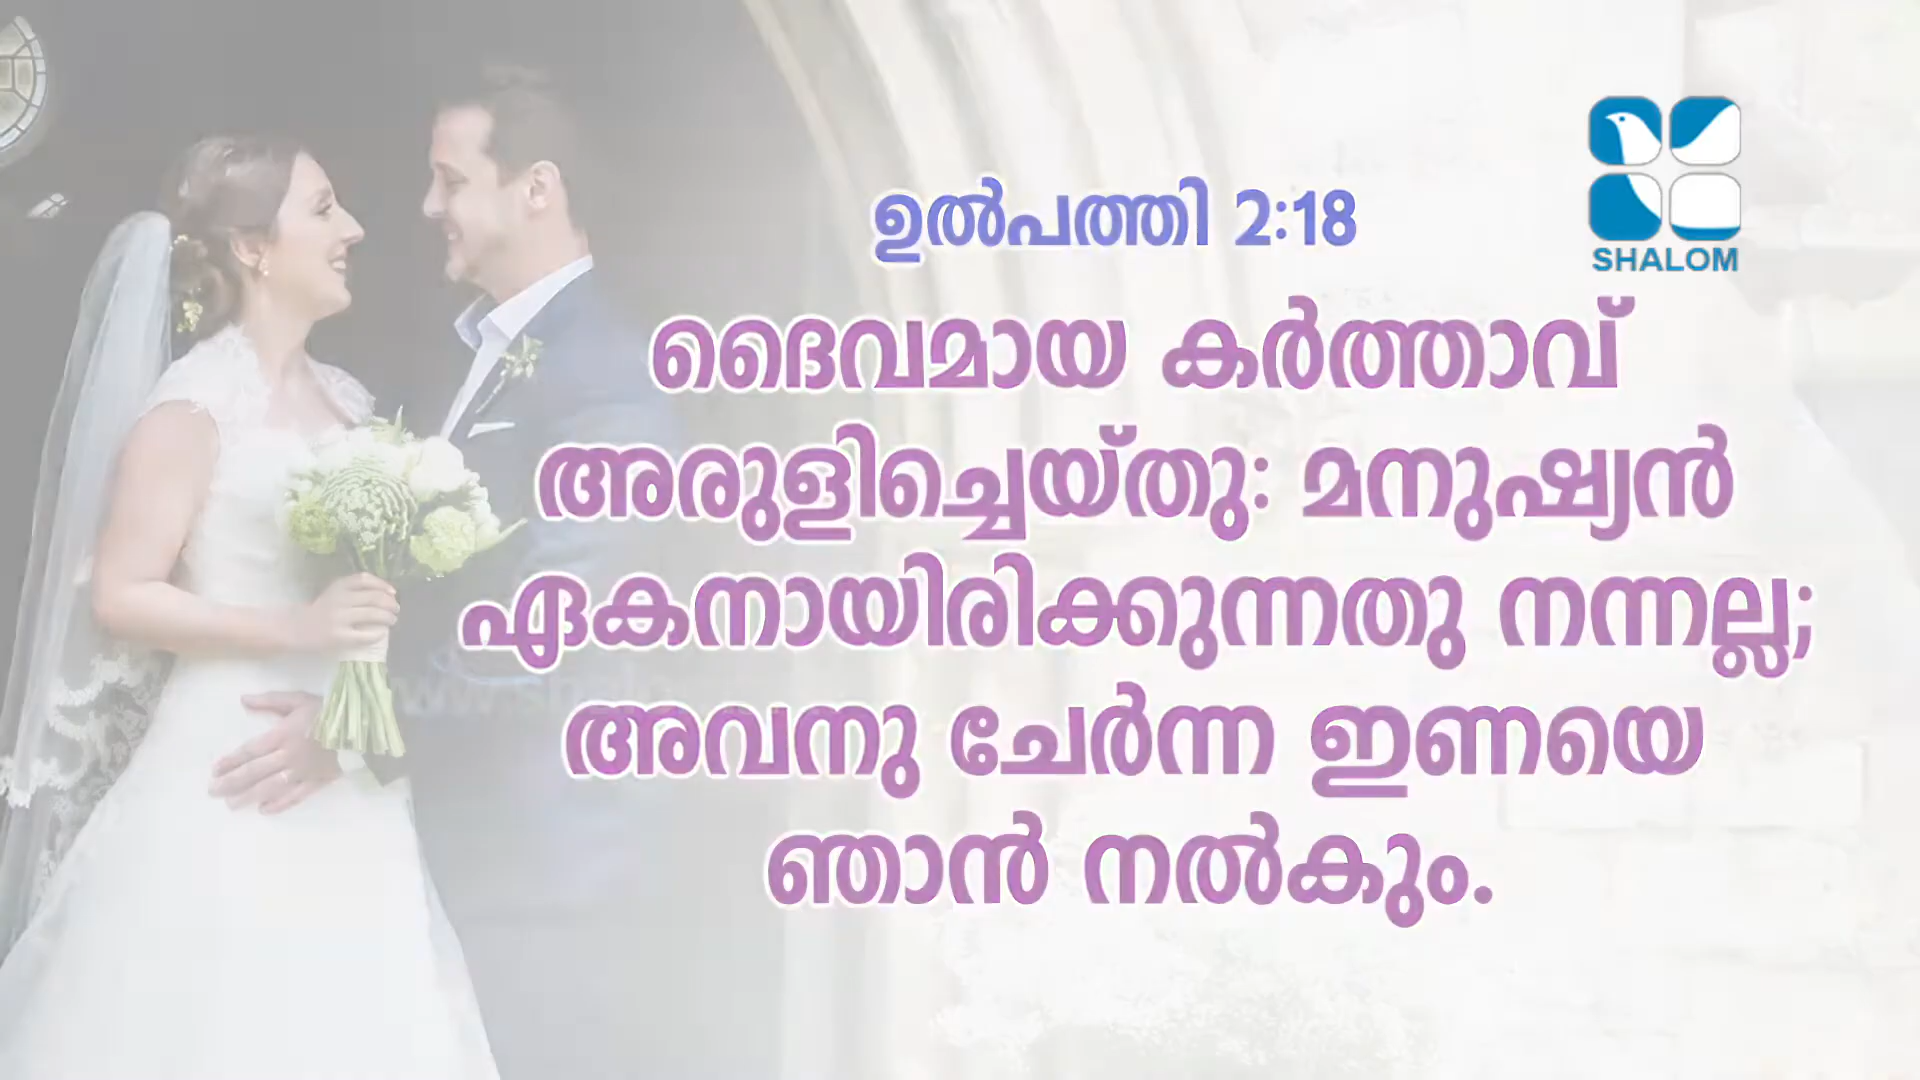 ഉൽപത്തി 2:18
SHALOM
ദൈവമായ കർത്താവ്
അരുളിച്ചെയ്തു: മനുഷ്യൻ
ഏകനായിരിക്കുന്നതു നന്നല്ല;
അവനു ചേർന്ന ഇണയെ
ഞാൻ നൽകും.